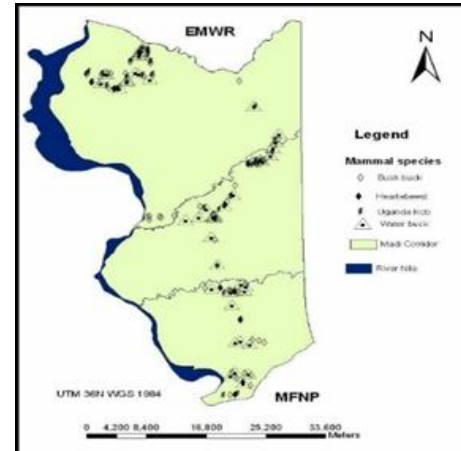 EMWR
N
Legend
Mammal species
Bush buck
Heartebeest
Uganda Kob
Water buck
Madi Corridor
River Nile
UTM 36N WGS 1984
MFNP
0 4,200 8,400 16,800 25,200 33,600
Meters